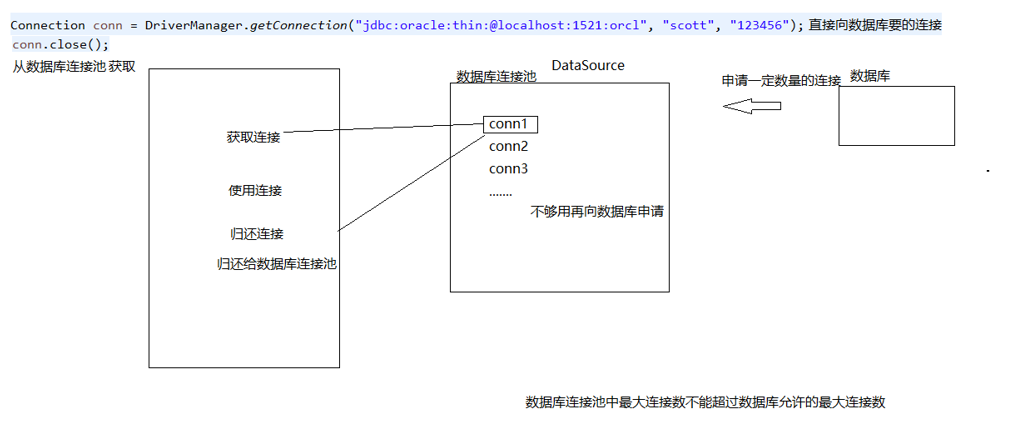 Connection conn = DriverManager.getConnection("jdbc:oracle:thin:@localhost:1521:orcl", "scott", "123456"); 直接向数据库要的连接
conn.close();
从数据库连接池 获取
获取连接
使用连接
归还连接
归还给数据库连接池
数据库连接池
DataSource
conn1
conn2
conn3
.......
不够用再向数据库申请
申请一定数量的连接
数据库
数据库连接池中最大连接数不能超过数据库允许的最大连接数